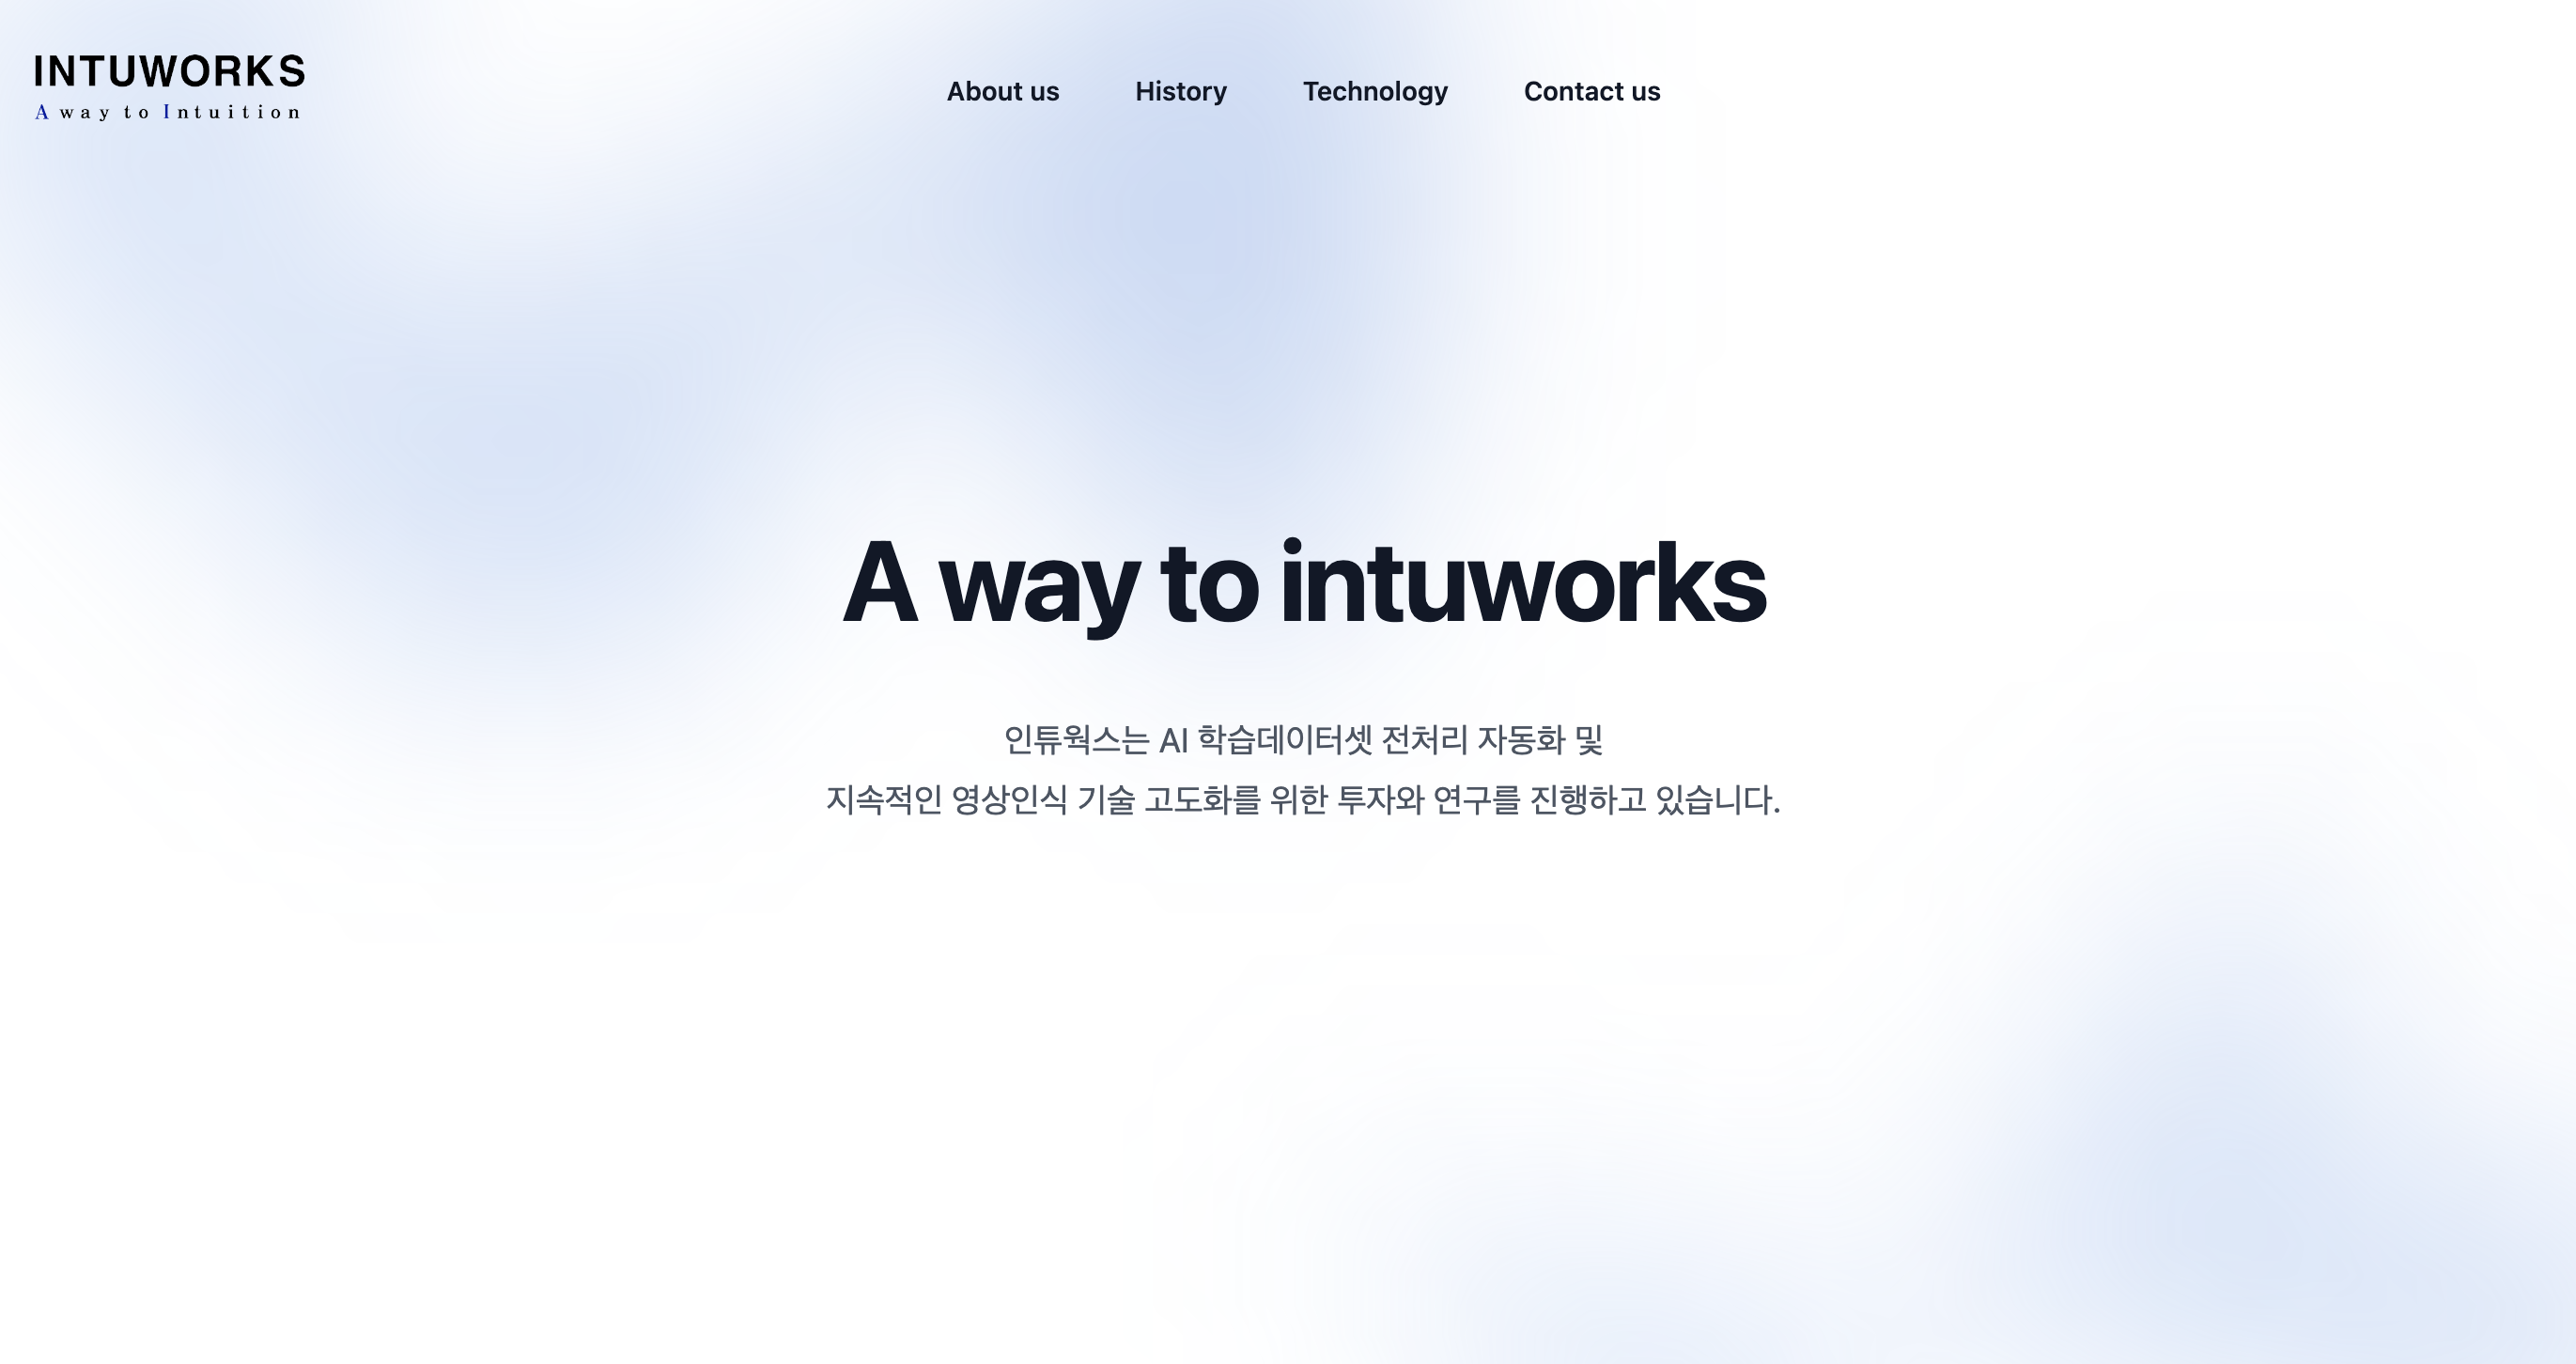 INTUWORKS
A way to Intuition
About us History Technology Contact us
A way to intuworks
인튜웍스는 AI 학습데이터셋 전처리 자동화 및
지속적인 영상인식 기술 고도화를 위한 투자와 연구를 진행하고 있습니다.